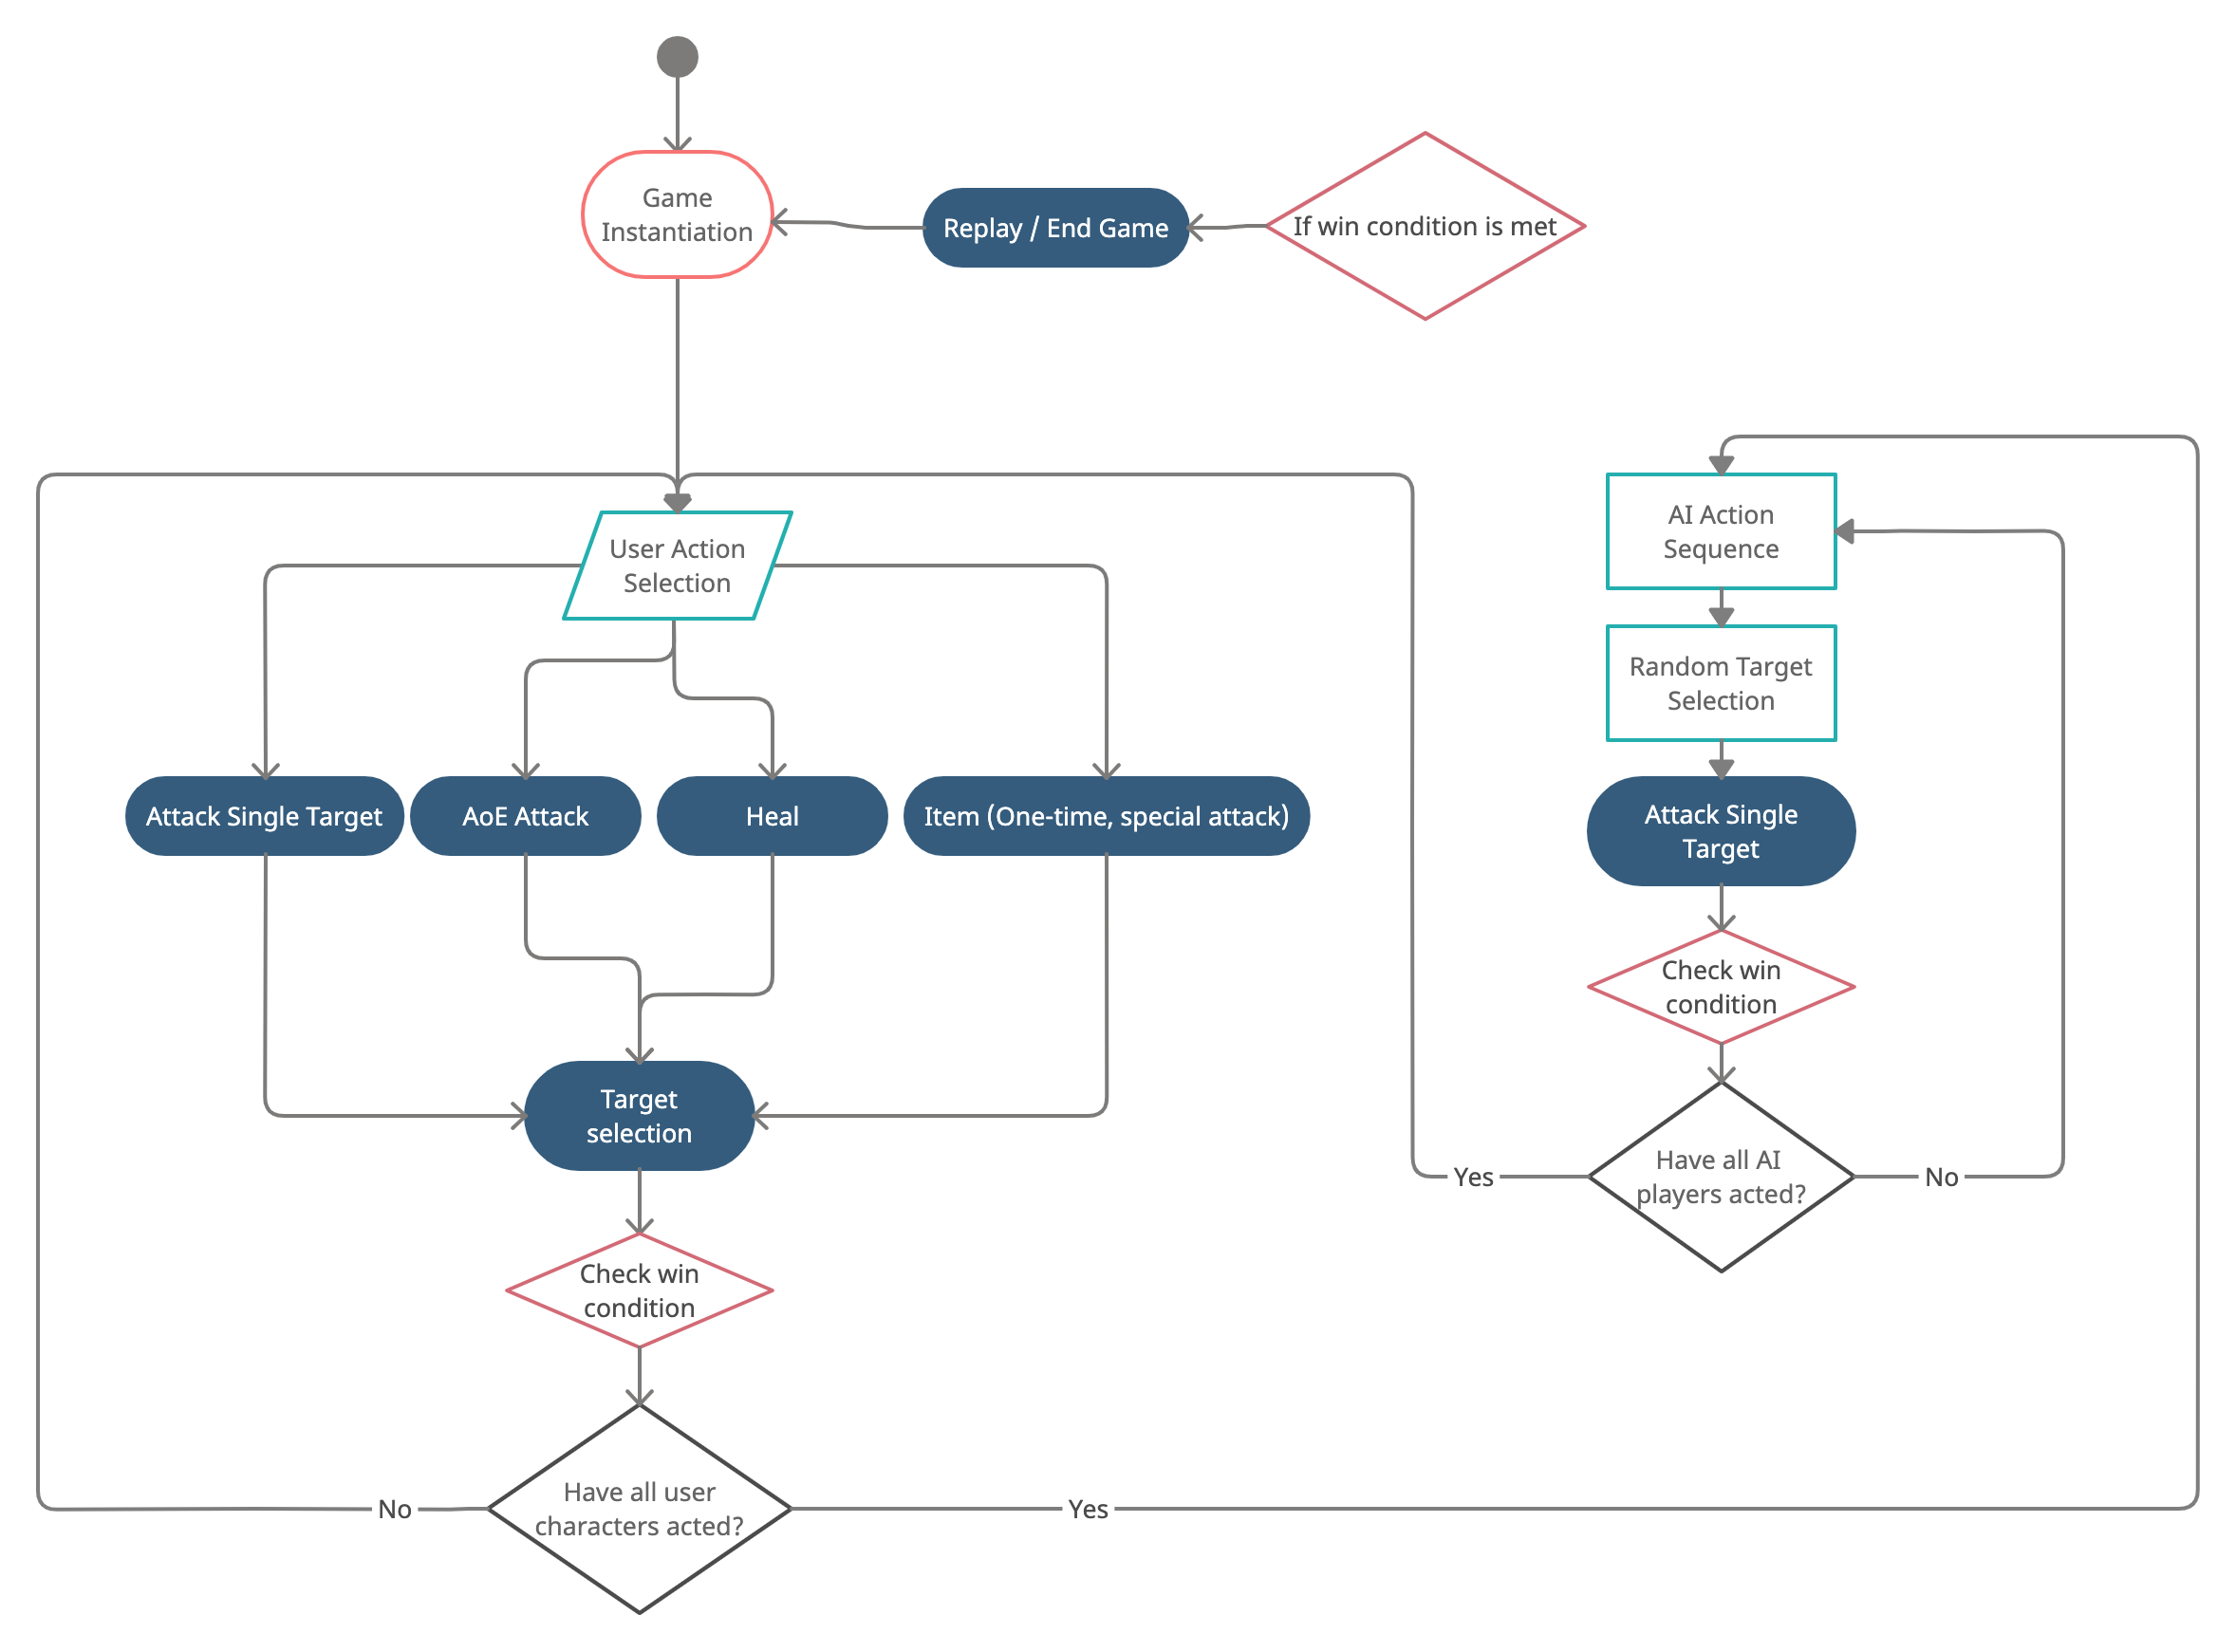 Game
Instantiation
Replay / End Game
If win condition is met
User Action
Selection
AI Action
Sequence
Random Target
Selection
Attack Single Target
AoE Attack
Heal
Item (One-time, special attack)
Attack Single
Target
Check win
condition
Target
selection
Have all AI
players acted?
Yes
No
Check win
condition
Have all user
characters acted?
No
Yes